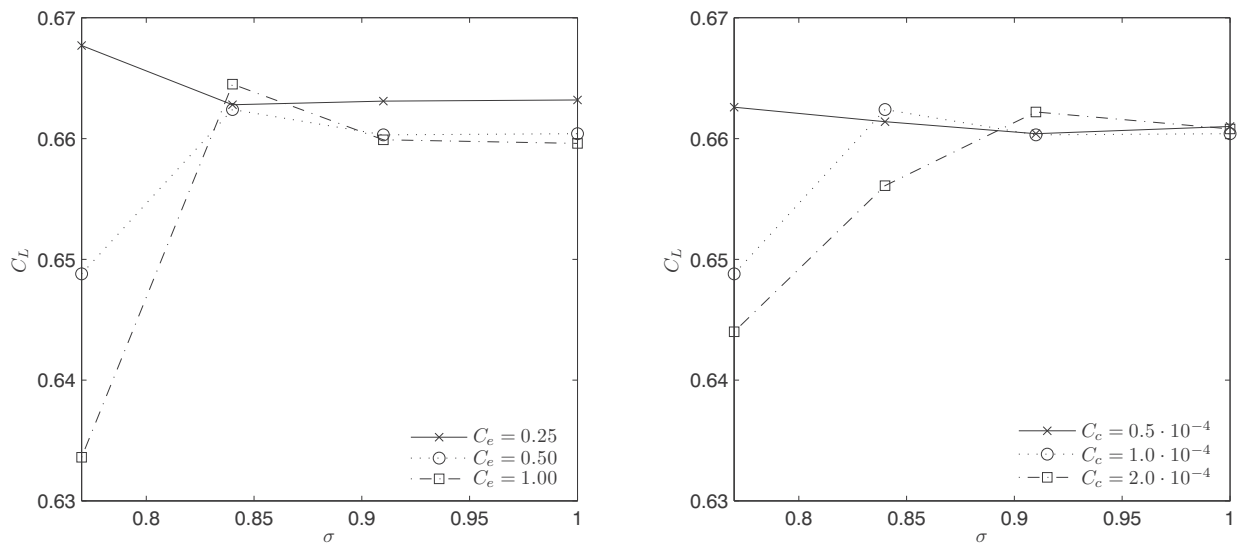 0.67
0.66
0.65
0.64
0.63
C_L
0.8 0.85 0.9 0.95 1
σ
C_e = 0.25
C_e = 0.50
C_e = 1.00
0.67
0.66
0.65
0.64
0.63
C_L
0.8 0.85 0.9 0.95 1
σ
C_c = 0.5 · 10⁻⁴
C_c = 1.0 · 10⁻⁴
C_c = 2.0 · 10⁻⁴